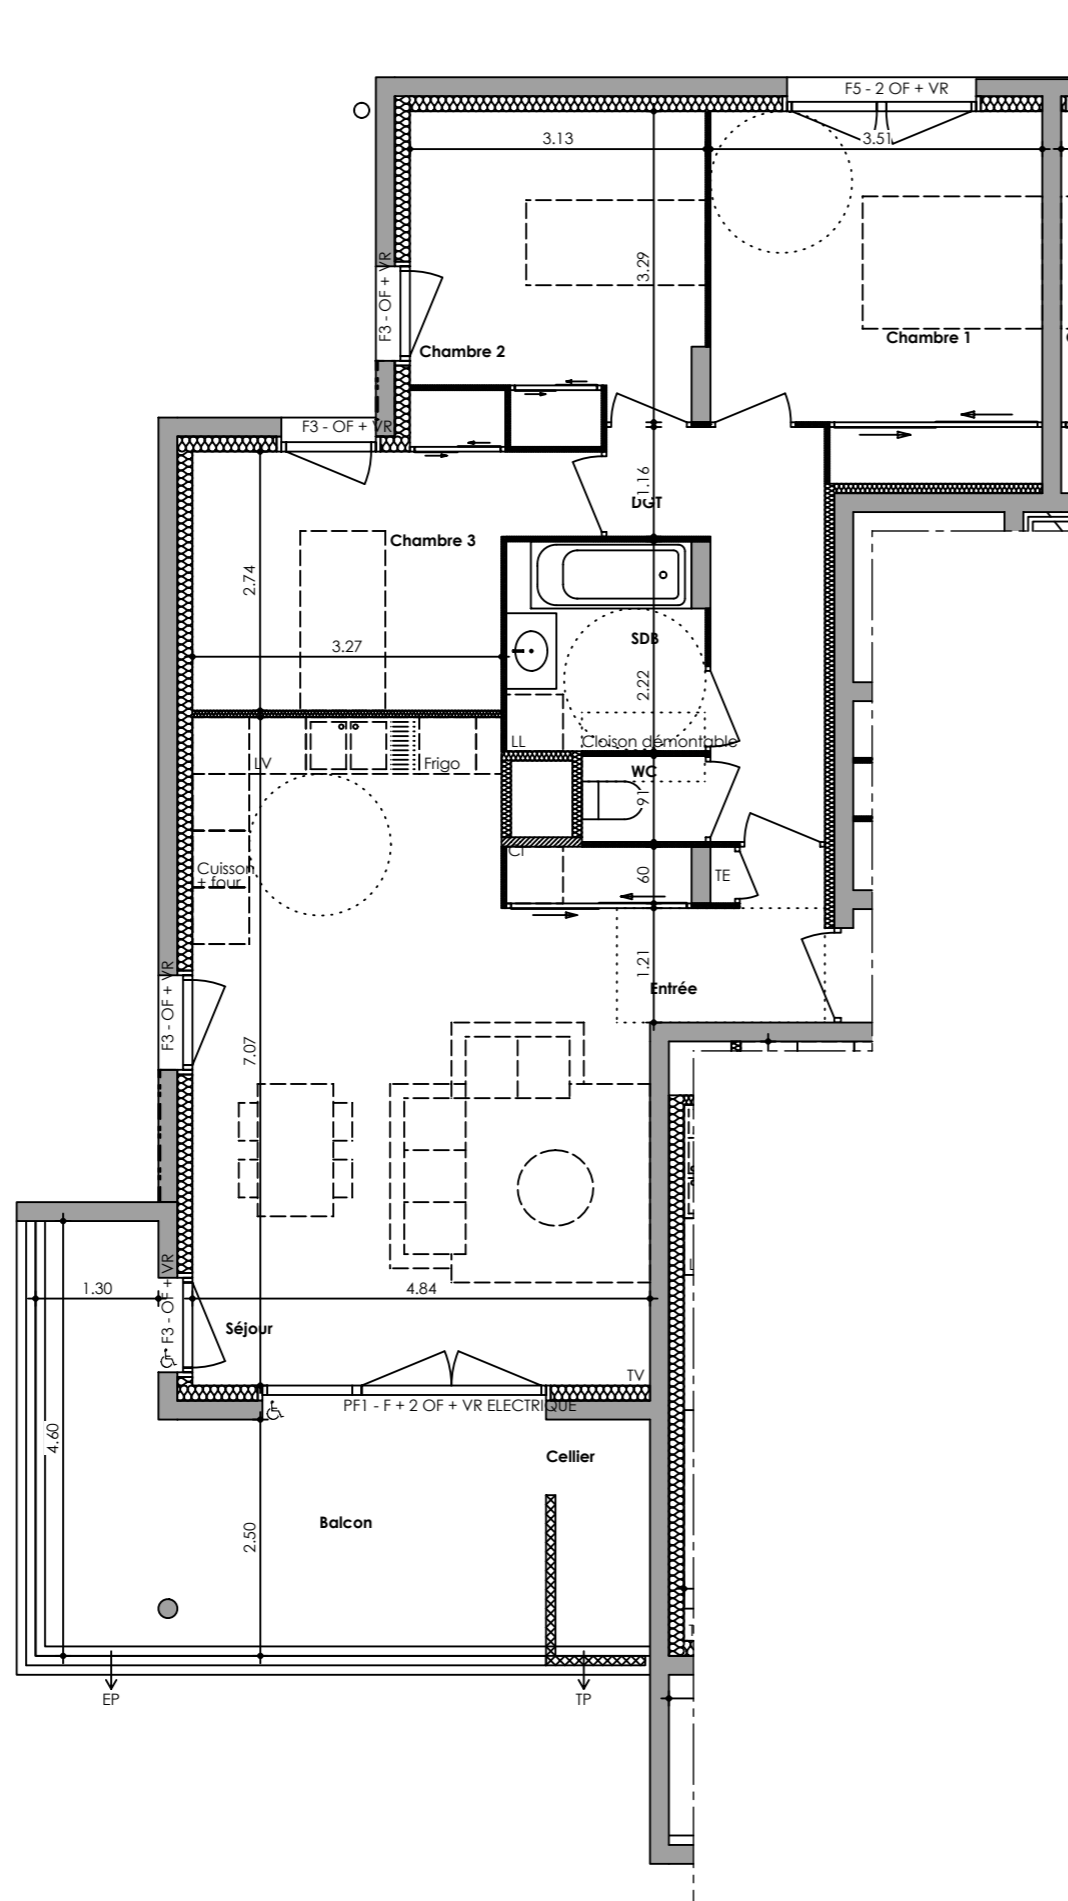 F5 - 2 OF + VR
3.13
3.51
3.29
F3 - OF + VR
Chambre 1
Chambre 2
F3 - OF + VR
1.16
DGT
Chambre 3
2.74
3.27
SDB
2.22
LL
Cloison démontable
LV
Frigo
WC
91
CI
Cuisson
+ four
60
TE
1.21
Entrée
F3 - OF + VR
7.07
1.30
4.84
F3 - OF + VR
Séjour
TV
PF1 - F + 2 OF + VR ELECTRIQUE
4.60
Cellier
2.50
Balcon
EP
TP